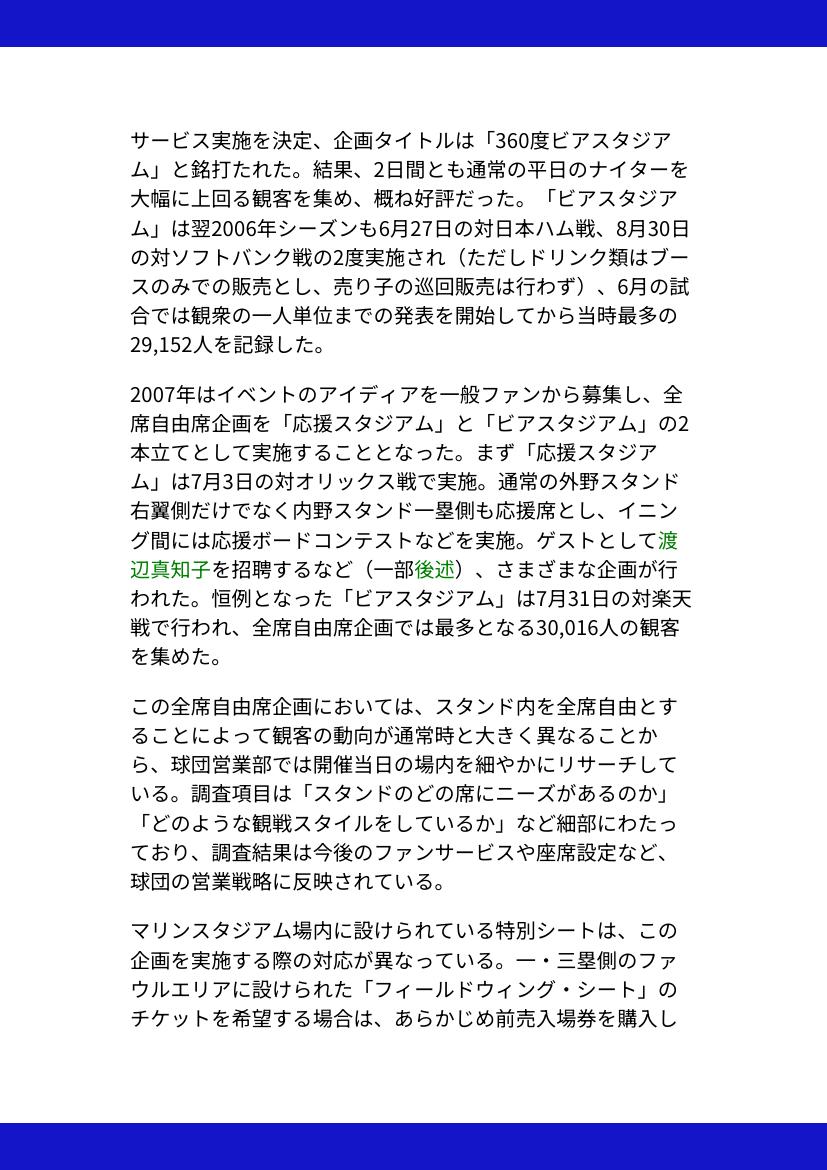 サービス実施を決定、企画タイトルは「360度ビアスタジア
ム」と銘打たれた。結果、2日間とも通常の平日のナイターを
大幅に上回る観客を集め、概ね好評だった。「ビアスタジア
ム」は翌2006年シーズンも6月27日の対日本ハム戦、8月30日
の対ソフトバンク戦の2度実施され（ただしドリンク類はブー
スのみでの販売とし、売り子の巡回販売は行わず）、6月の試
合では観衆の一人単位までの発表を開始してから当時最多の
29,152人を記録した。
2007年はイベントのアイディアを一般ファンから募集し、全
席自由席企画を「応援スタジアム」と「ビアスタジアム」の2
本立てとして実施することとなった。まず「応援スタジア
ム」は7月3日の対オリックス戦で実施。通常の外野スタンド
右翼側だけでなく内野スタンド一塁側も応援席とし、イニン
グ間には応援ボードコンテストなどを実施。ゲストとして渡
辺真知子を招聘するなど（一部後述）、さまざまな企画が行
われた。恒例となった「ビアスタジアム」は7月31日の対楽天
戦で行われ、全席自由席企画では最多となる30,016人の観客
を集めた。
この全席自由席企画においては、スタンド内を全席自由とす
ることによって観客の動向が通常時と大きく異なることか
ら、球団営業部では開催当日の場内を細やかにリサーチして
いる。調査項目は「スタンドのどの席にニーズがあるのか」
「どのような観戦スタイルをしているか」など細部にわたっ
ており、調査結果は今後のファンサービスや座席設定など、
球団の営業戦略に反映されている。
マリンスタジアム場内に設けられている特別シートは、この
企画を実施する際の対応が異なっている。一・三塁側のファ
ウルエリアに設けられた「フィールドウィング・シート」の
チケットを希望する場合は、あらかじめ前売入場券を購入し